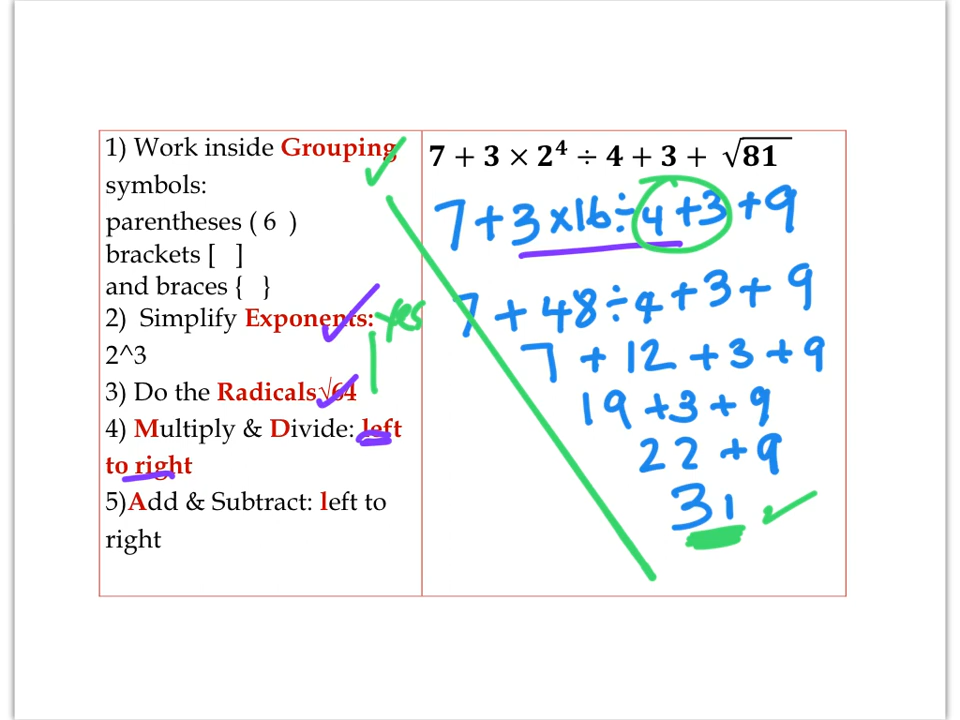 1) Work inside Grouping
symbols:
parentheses ( 6 )
brackets [ ]
and braces { }
2) Simplify Exponents:
yes
2^3
3) Do the Radicals√64
4) Multiply & Divide: left
to right
5)Add & Subtract: left to
right
7 + 3 × 2⁴ ÷ 4 + 3 + √81
7+3×16÷4+3+9
7+48÷4+3+9
7+12+3+9
19+3+9
22+9
31